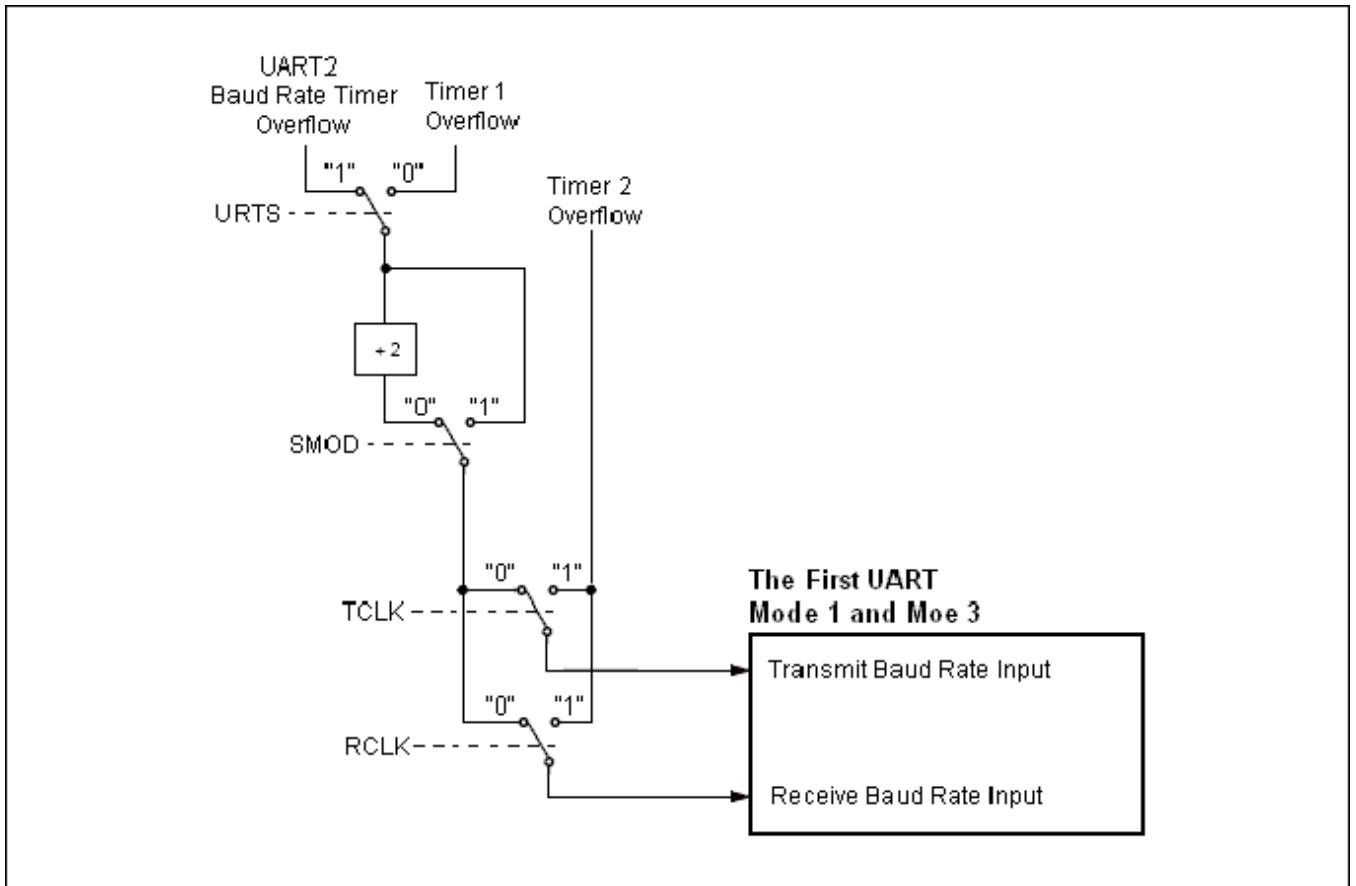 UART2
Baud Rate Timer
Overflow
Timer 1
Overflow
"1"
"0"
URTS
Timer 2
Overflow
+ 2
"0"
"1"
SMOD
"0"
"1"
TCLK
The First UART
Mode 1 and Moe 3
Transmit Baud Rate Input
"0"
"1"
RCLK
Receive Baud Rate Input